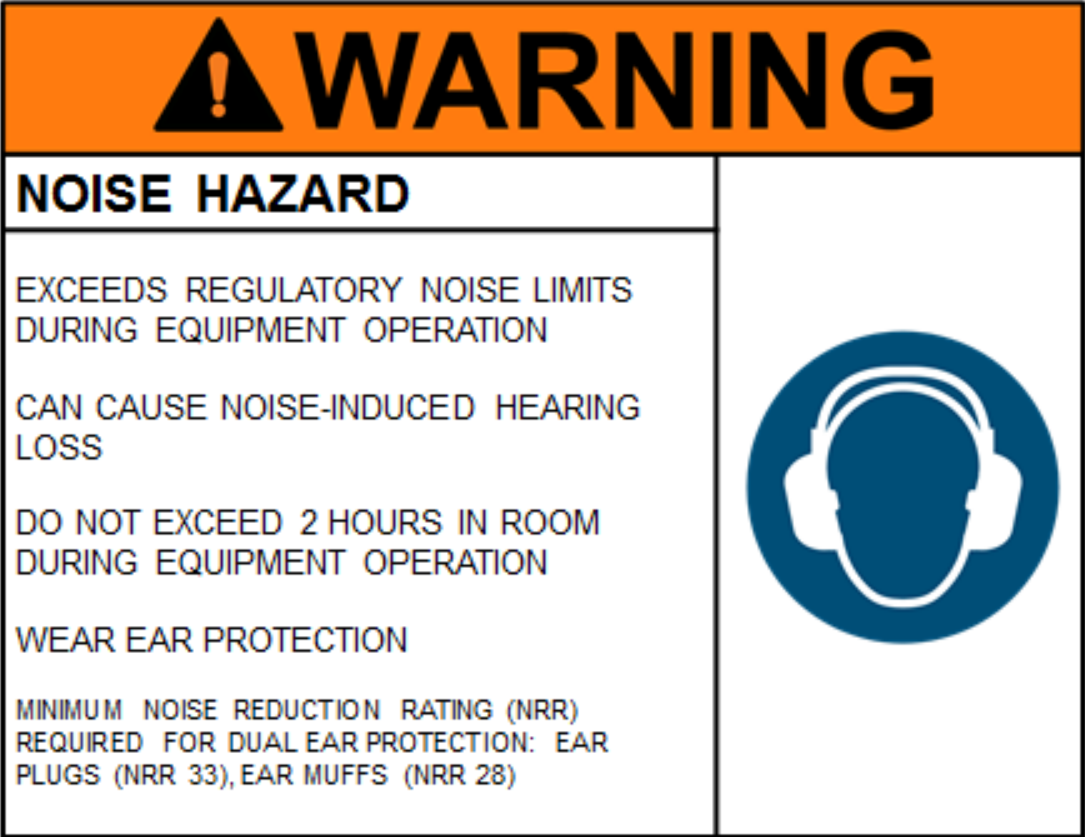 WARNING
NOISE HAZARD
EXCEEDS REGULATORY NOISE LIMITS
DURING EQUIPMENT OPERATION
CAN CAUSE NOISE-INDUCED HEARING
LOSS
DO NOT EXCEED 2 HOURS IN ROOM
DURING EQUIPMENT OPERATION
WEAR EAR PROTECTION
MINIMUM NOISE REDUCTION RATING (NRR)
REQUIRED FOR DUAL EAR PROTECTION: EAR
PLUGS (NRR 33), EAR MUFFS (NRR 28)